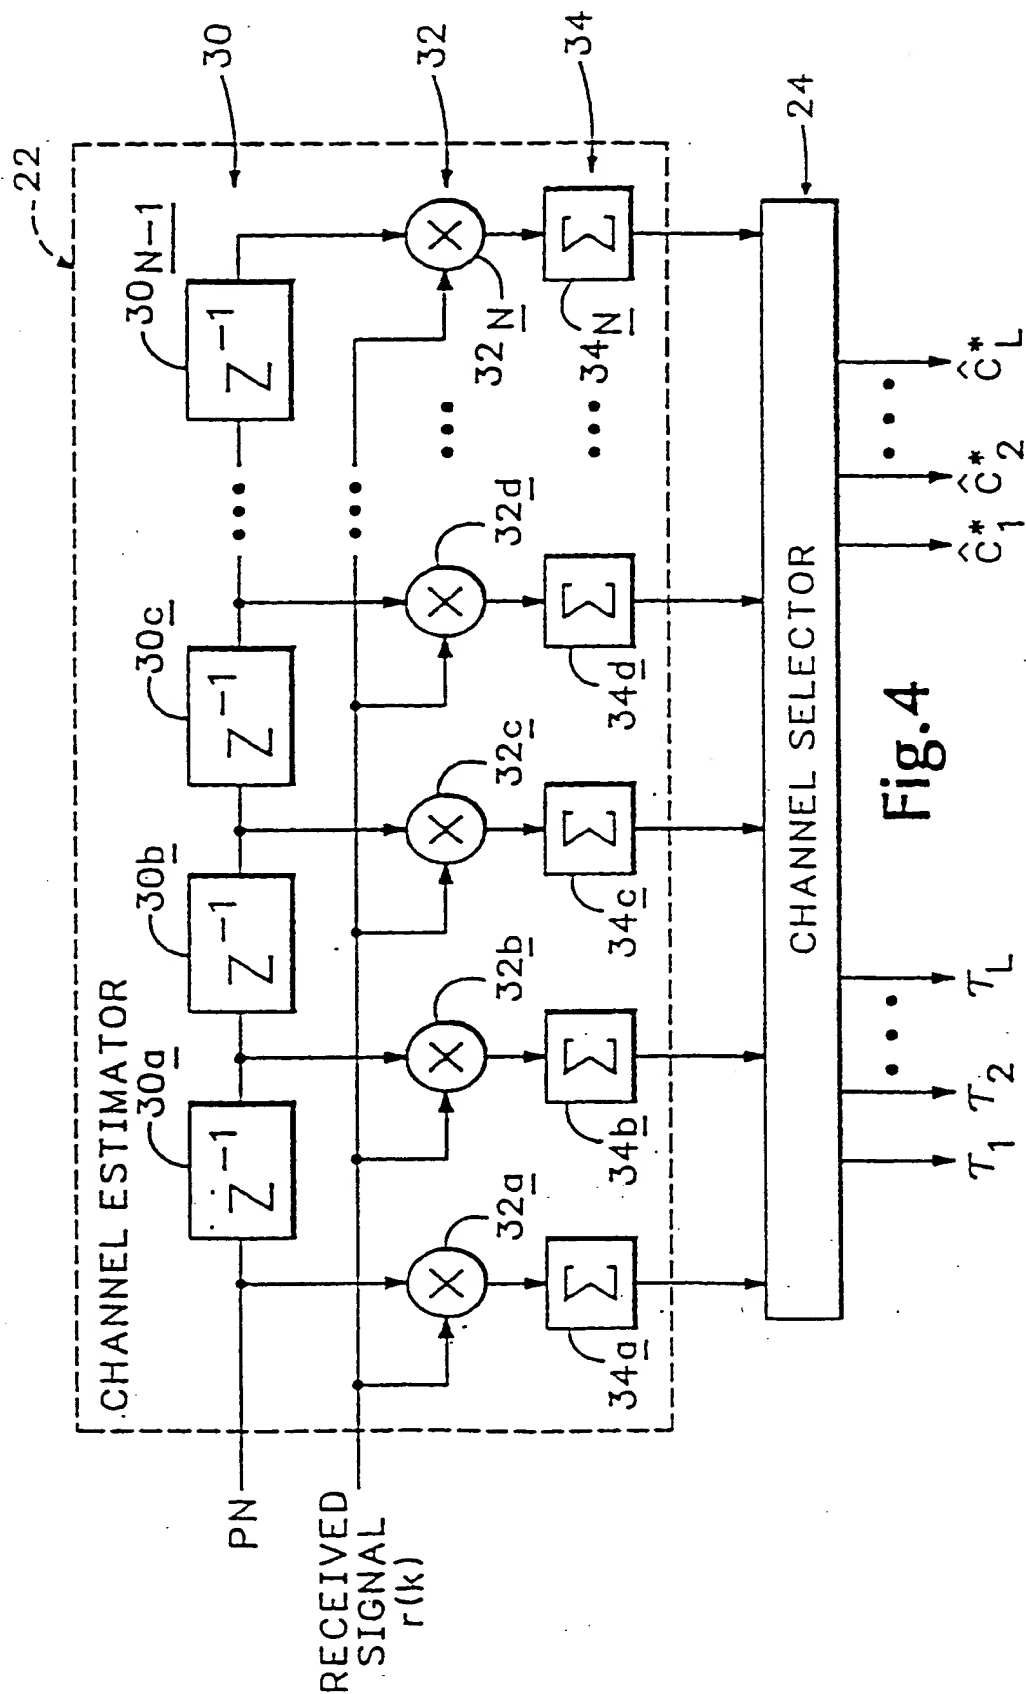 22
CHANNEL ESTIMATOR
30a
30b
30c
30N-1
30
Z⁻¹
Z⁻¹
Z⁻¹
Z⁻¹
PN
•••
RECEIVED
SIGNAL
r(k)
•••
32
X
X
X
X
X
32a
32b
32c
32d
•••
32N
34
Σ
Σ
Σ
Σ
Σ
34a
34b
34c
34d
•••
34N
24
CHANNEL SELECTOR
τ₁ τ₂ ••• τL
Ĉ*₁ Ĉ*₂ ••• Ĉ*L
Fig.4